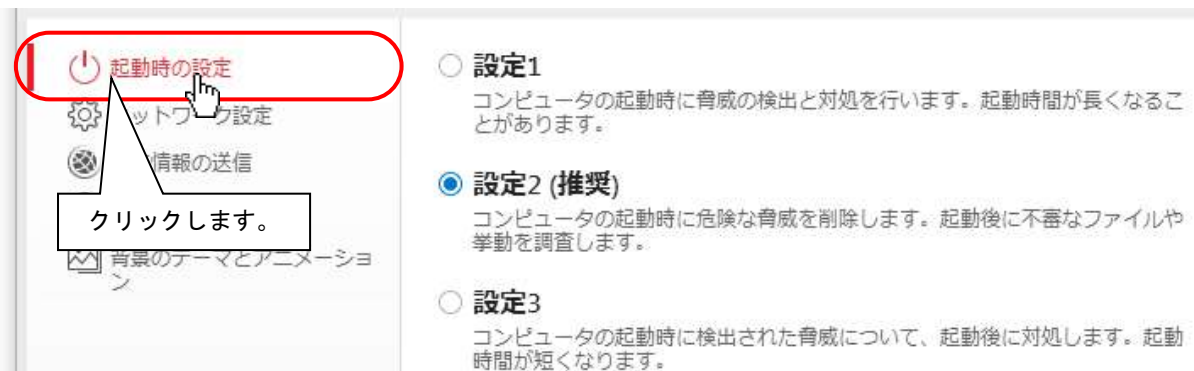 起動時の設定
ットワーク設定
情報の送信
クリックします。
背景のテーマとアニメーショ
ン
設定1
コンピュータの起動時に脅威の検出と対処を行います。起動時間が長くなるこ
とがあります。
設定2 (推奨)
コンピュータの起動時に危険な脅威を削除します。起動後に不審なファイルや
挙動を調査します。
設定3
コンピュータの起動時に検出された脅威について、起動後に対処します。起動
時間が短くなります。